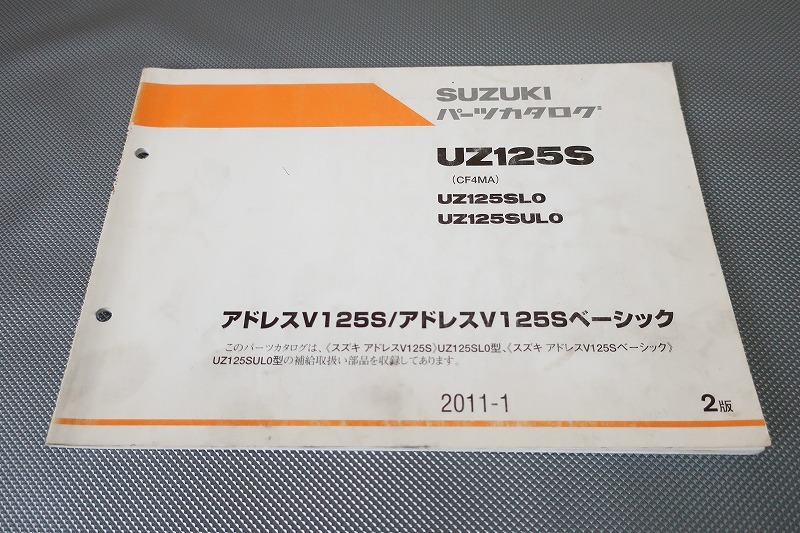 SUZUKI
パーツカタログ
UZ125S
(CF4MA)
UZ125SL0
UZ125SUL0
アドレスV125S/アドレスV125Sベーシック
このパーツカタログは、《スズキ アドレスV125S》UZ125SL0型、《スズキ アドレスV125Sベーシック》
UZ125SUL0型の補給取扱い部品を収録してあります。
2011-1
2版